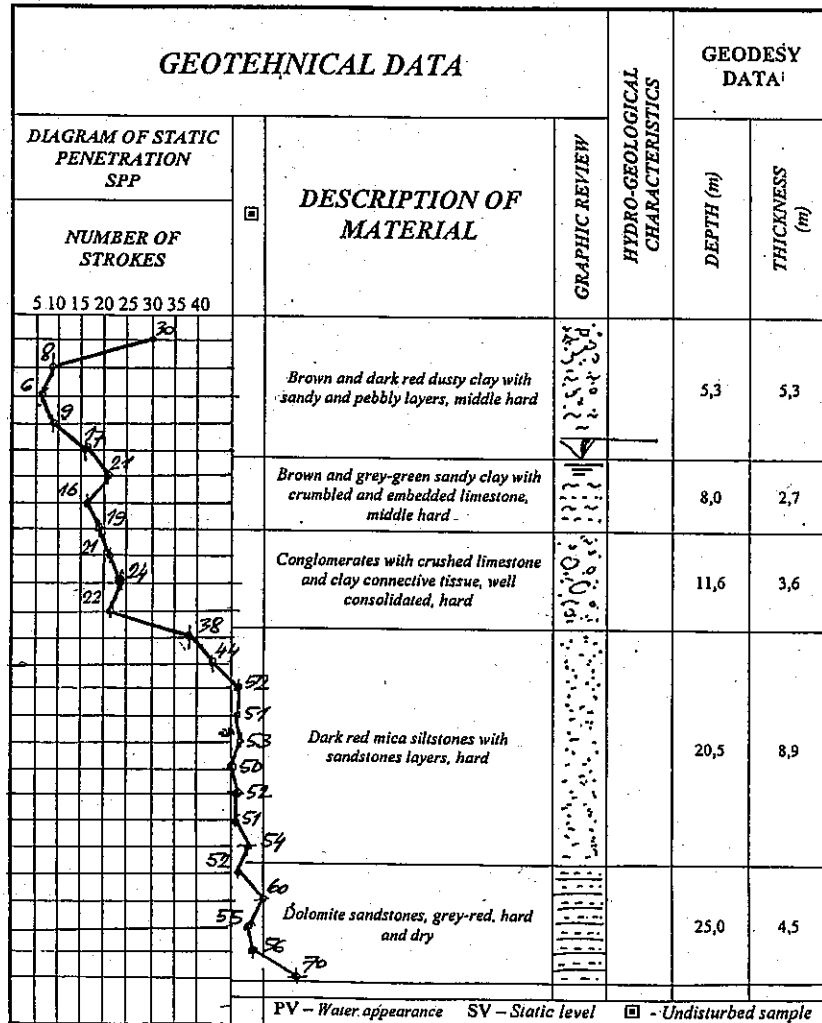 GEOTEHNICAL DATA
GEODESY
DATA
DIAGRAM OF STATIC
PENETRATION
SPP
NUMBER OF
STROKES
DESCRIPTION OF
MATERIAL
GRAPHIC REVIEW
HYDRO-GEOLOGICAL
CHARACTERISTICS
DEPTH (m)
THICKNESS
(m)
5 10 15 20 25 30 35 40
30
8
6
9
17
21
16
19
21
24
22
38
44
52
51
53
50
52
51
54
52
60
55
56
70
Brown and dark red dusty clay with
sandy and pebbly layers, middle hard
5,3 5,3
Brown and grey-green sandy clay with
crumbled and embedded limestone,
middle hard
8,0 2,7
Conglomerates with crushed limestone
and clay connective tissue, well
consolidated, hard
11,6 3,6
Dark red mica siltstones with
sandstones layers, hard
20,5 8,9
Dolomite sandstones, grey-red, hard
and dry
25,0 4,5
PV – Water appearance SV – Static level - Undisturbed sample